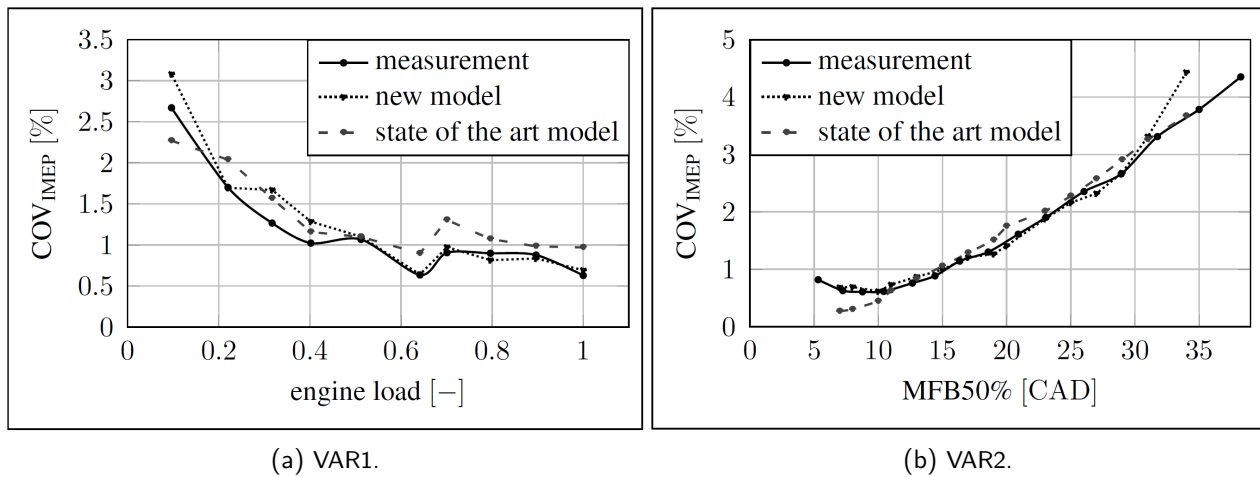 3.5
3
2.5
2
1.5
1
0.5
0
COV_IMEP [%]
measurement
new model
state of the art model
0 0.2 0.4 0.6 0.8 1
engine load [−]
(a) VAR1.
5
4
3
2
1
0
COV_IMEP [%]
measurement
new model
state of the art model
0 5 10 15 20 25 30 35
MFB50% [CAD]
(b) VAR2.